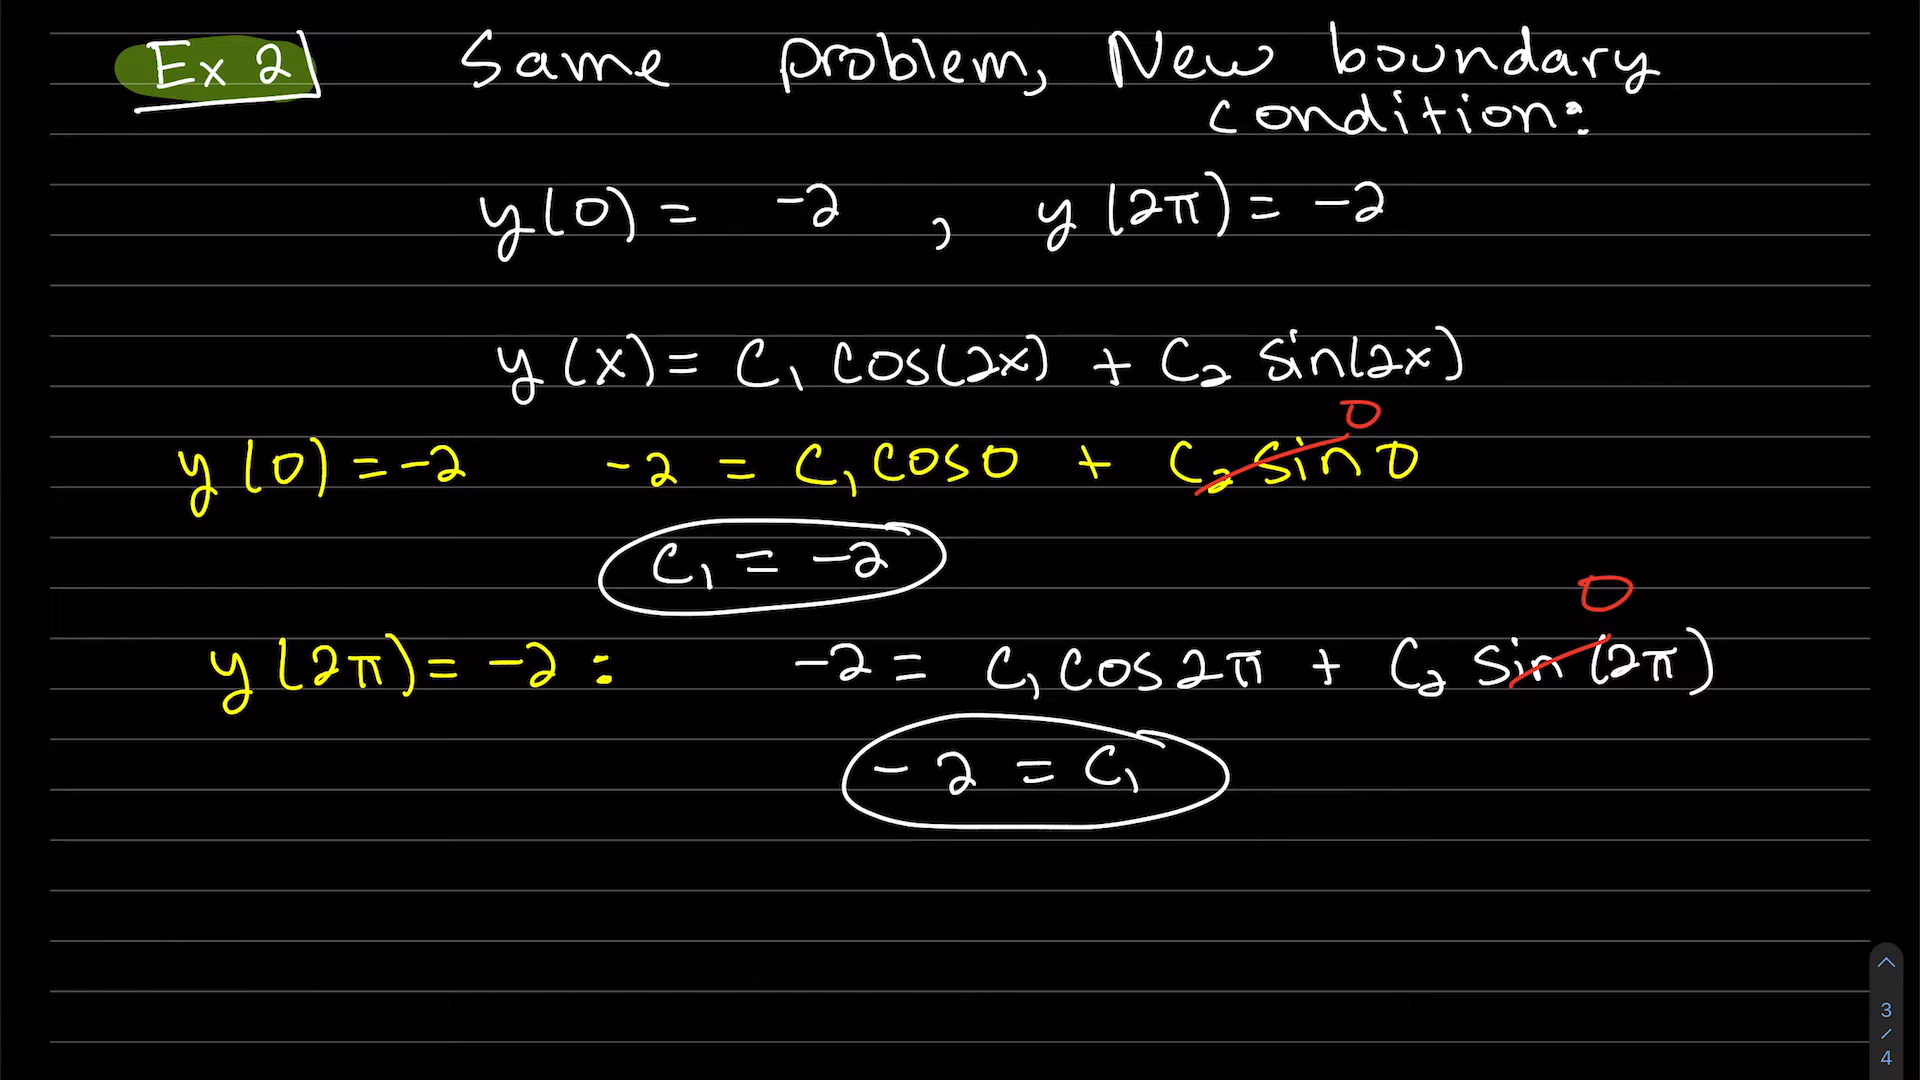 Ex 2 Same problem, New boundary
condition:
y(0) = -2 , y(2π) = -2
y(x) = C₁ cos(2x) + C₂ sin(2x)
0
y(0) = -2 -2 = C₁ cos 0 + C₂ sin 0
C₁ = -2
0
y(2π) = -2 : -2 = C₁ cos 2π + C₂ sin (2π)
-2 = C₁
3
/
4